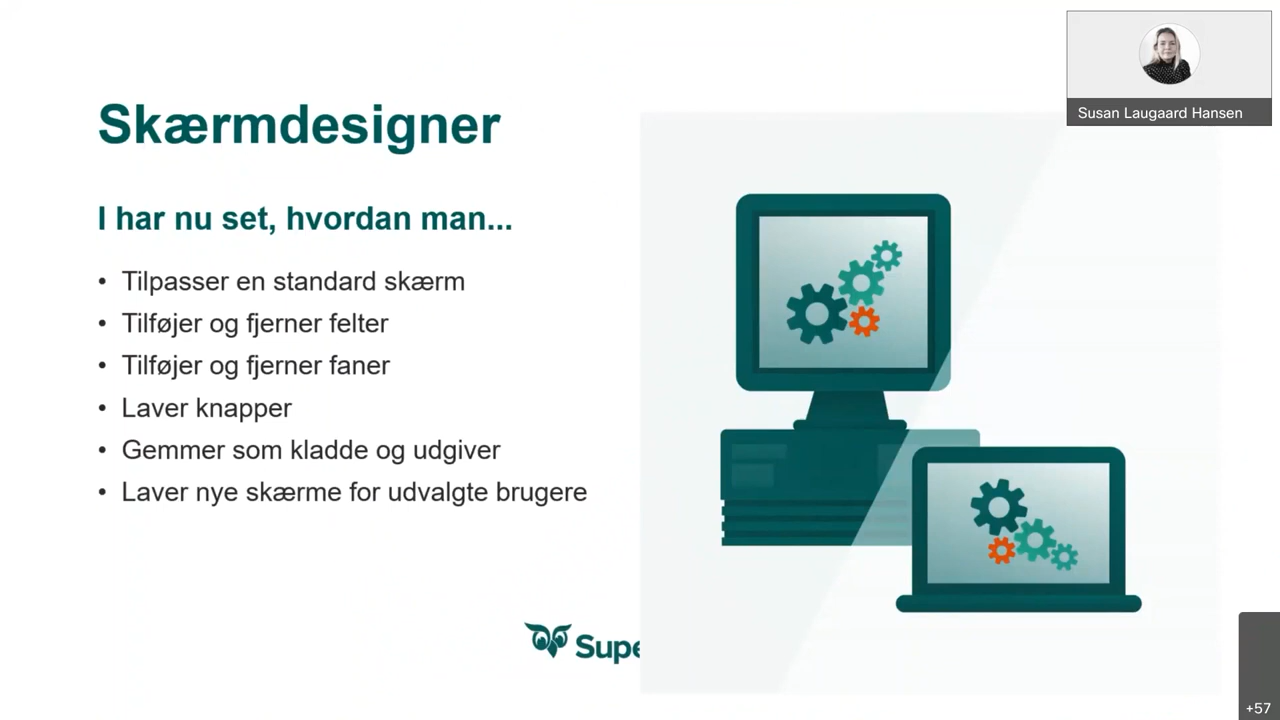 Skærmdesigner
I har nu set, hvordan man...
• Tilpasser en standard skærm
• Tilføjer og fjerner felter
• Tilføjer og fjerner faner
• Laver knapper
• Gemmer som kladde og udgiver
• Laver nye skærme for udvalgte brugere
Susan Laugaard Hansen
+57